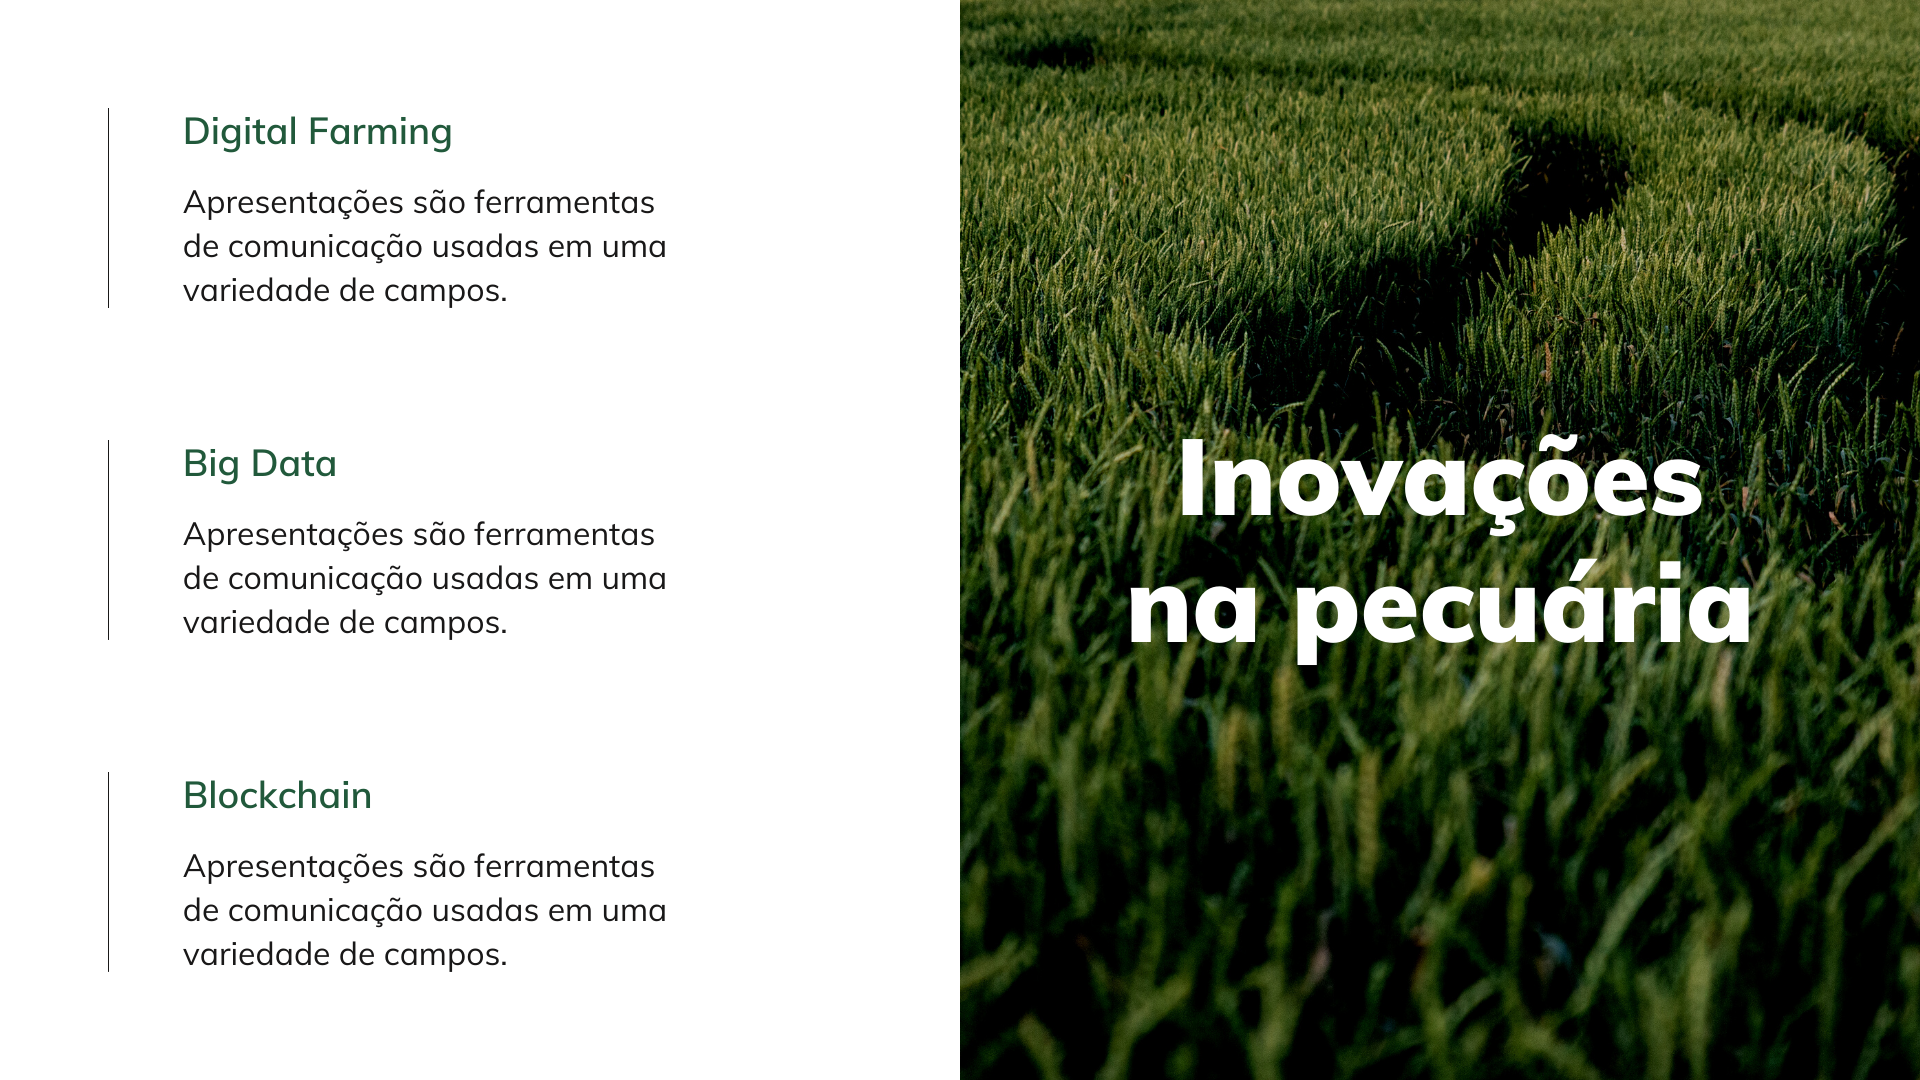 Digital Farming
Apresentações são ferramentas
de comunicação usadas em uma
variedade de campos.
Big Data
Apresentações são ferramentas
de comunicação usadas em uma
variedade de campos.
Blockchain
Apresentações são ferramentas
de comunicação usadas em uma
variedade de campos.
Inovações
na pecuária